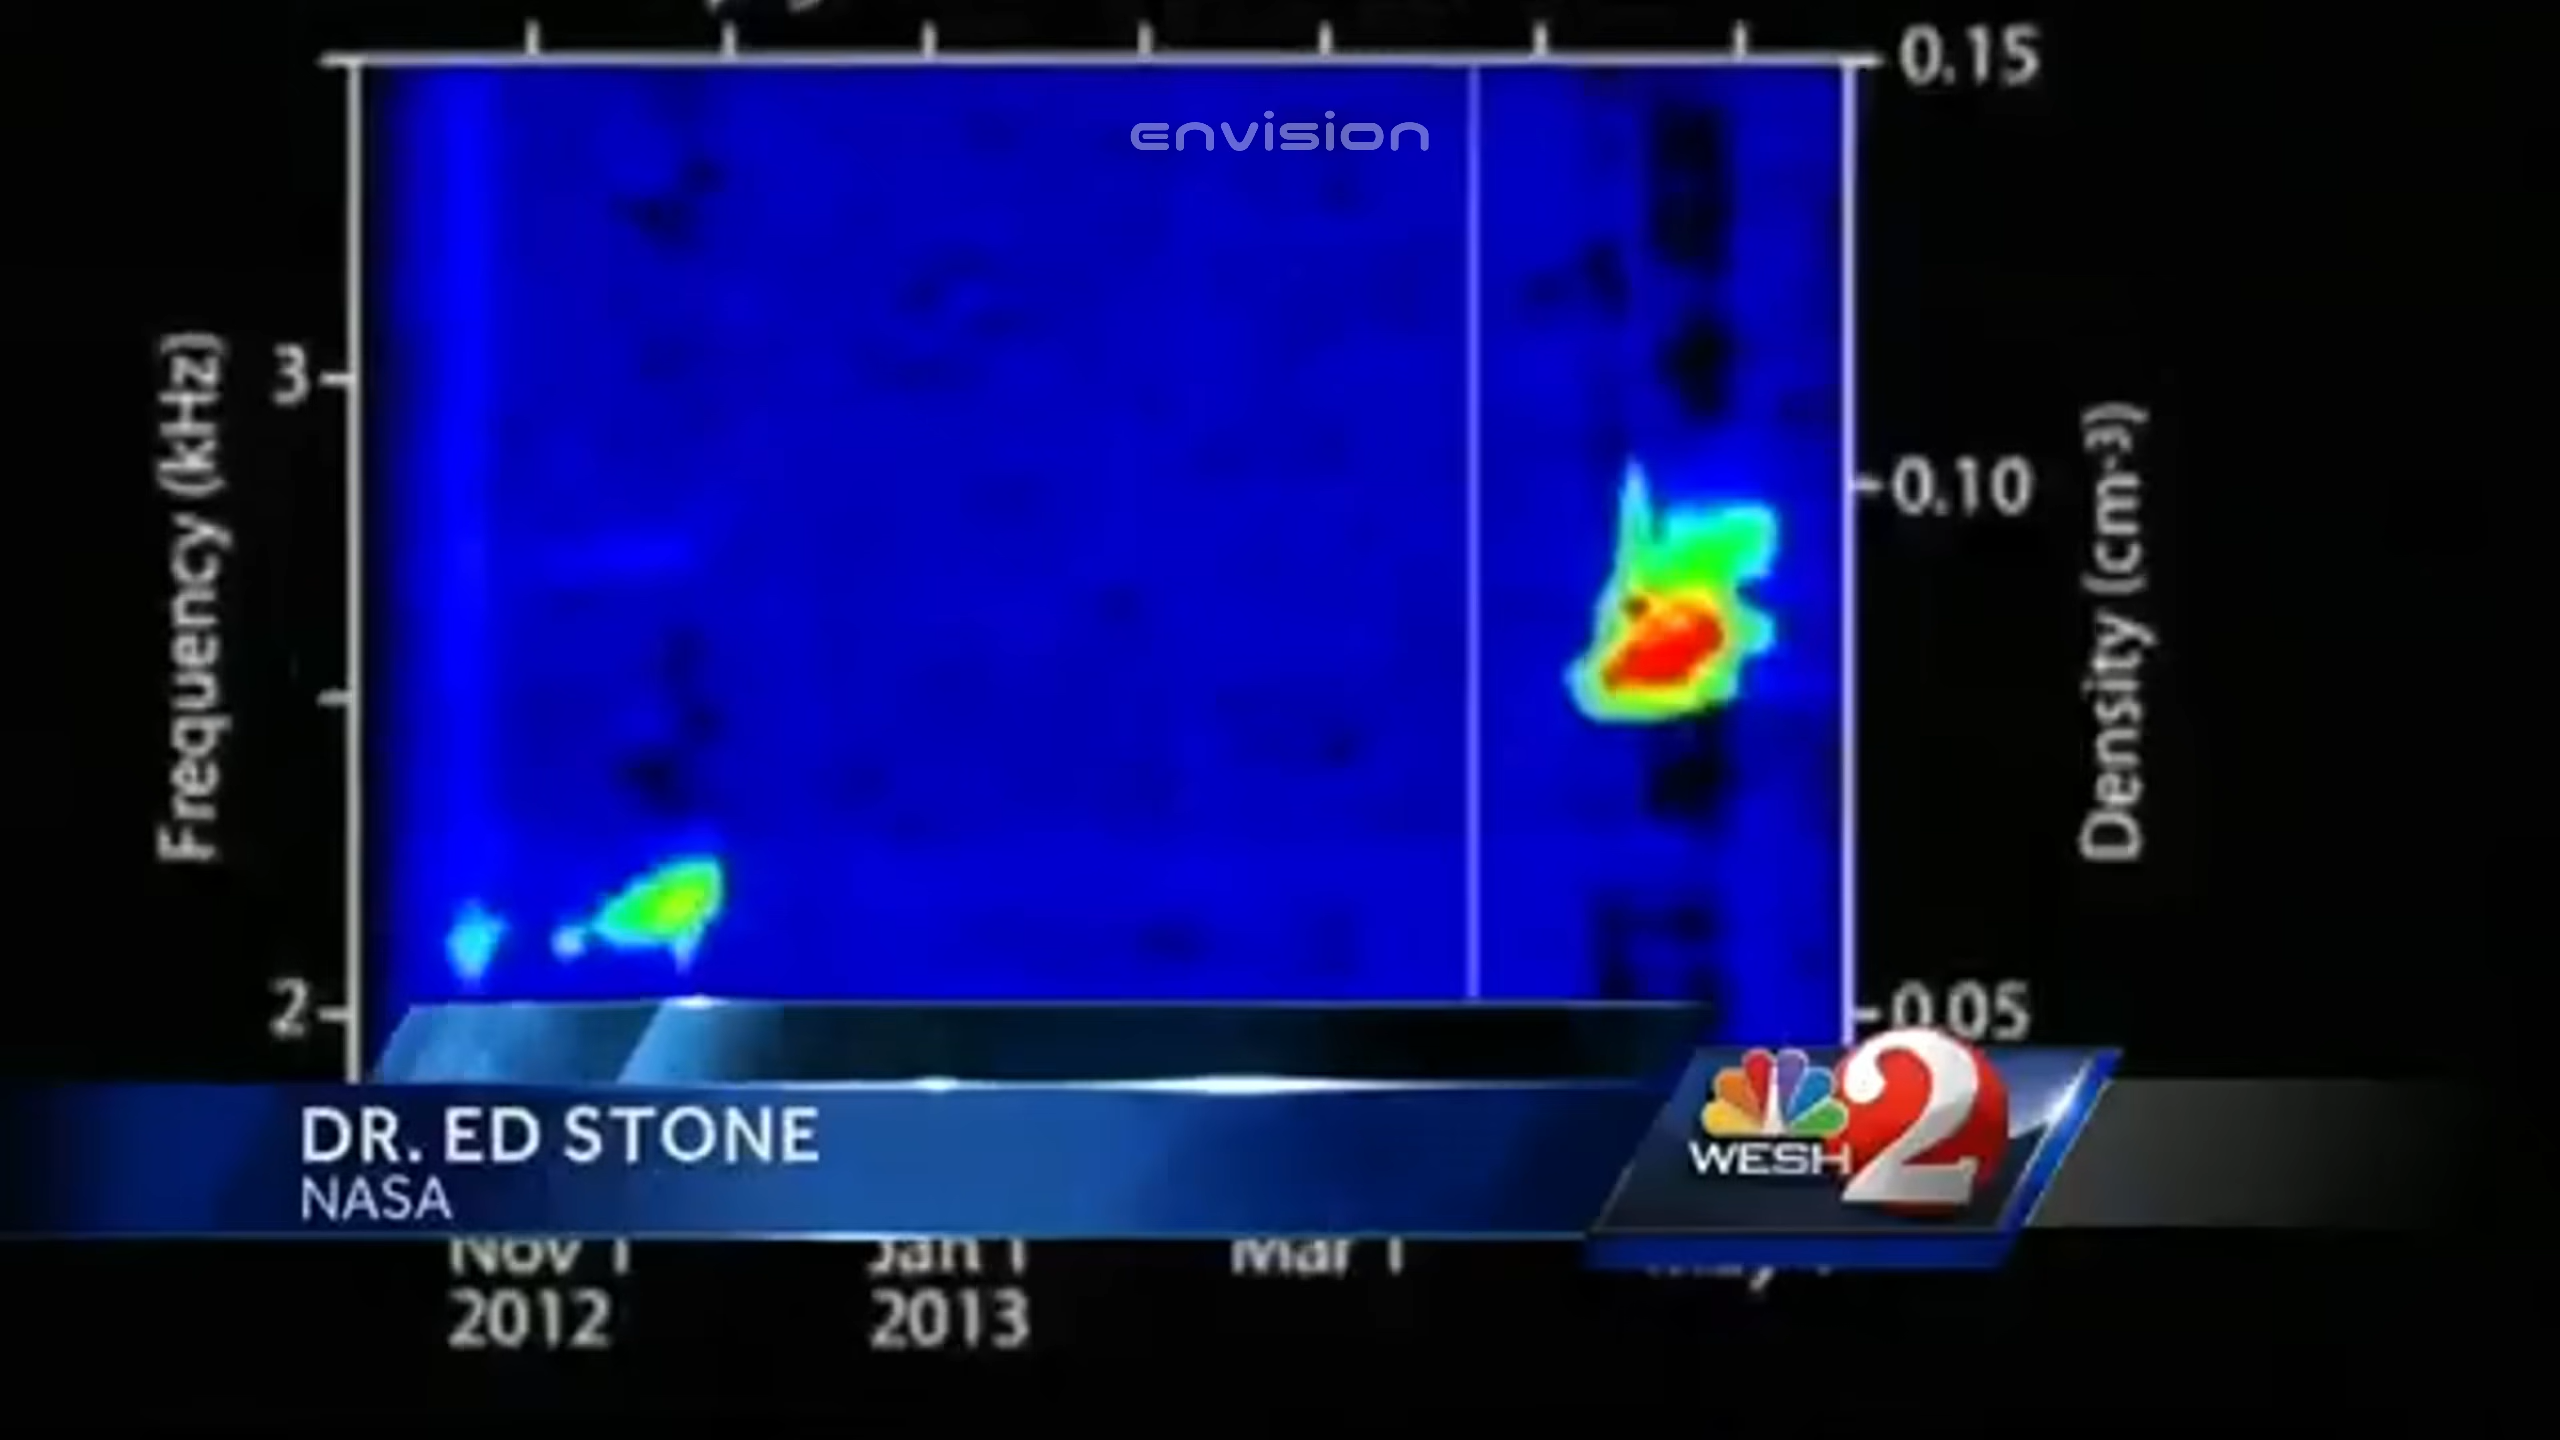 0.15
envision
3
Frequency (kHz)
0.10
Density (cm-3)
2
0.05
DR. ED STONE
NASA
WESH 2
Nov 1
Jan 1
Mar 1
2012
2013